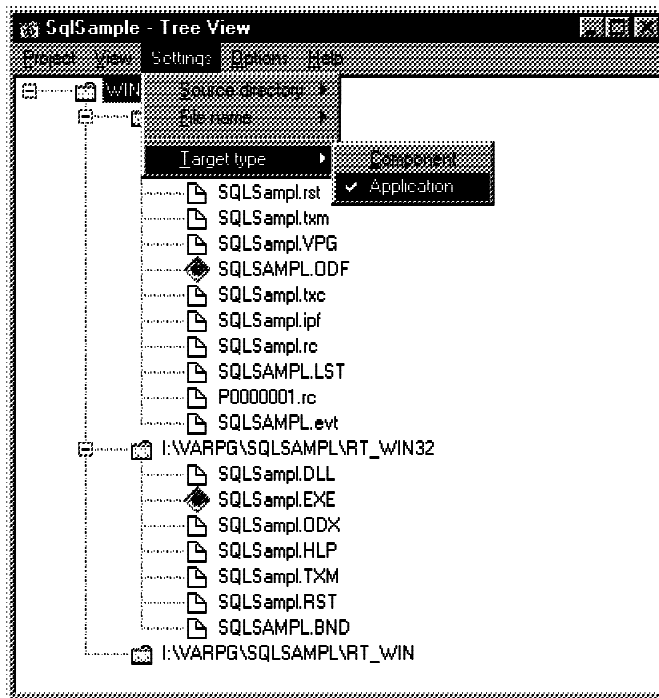 SqlSample - Tree View
Project View Settings Options Help
WIN
Source directory
File name
Target type
Component
Application
SQLSampl.rst
SQLSampl.txm
SQLSampl.VPG
SQLSAMPL.ODF
SQLSampl.txc
SQLSampl.ipf
SQLSampl.rc
SQLSAMPL.LST
P0000001.rc
SQLSAMPL.evt
I:\VARPG\SQLSAMPL\RT_WIN32
SQLSampl.DLL
SQLSampl.EXE
SQLSampl.ODX
SQLSampl.HLP
SQLSampl.TXM
SQLSampl.RST
SQLSAMPL.BND
I:\VARPG\SQLSAMPL\RT_WIN